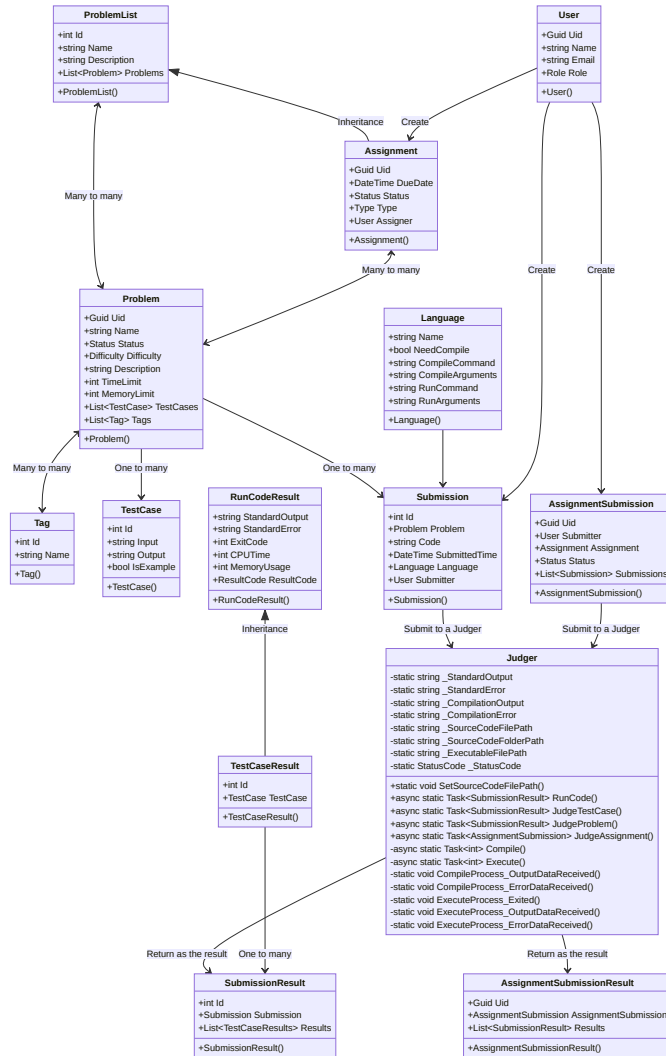 ProblemList
+int Id
+string Name
+string Description
+List<Problem> Problems
+ProblemList()
User
+Guid Uid
+string Name
+string Email
+Role Role
+User()
Inheritance
Create
Assignment
+Guid Uid
+DateTime DueDate
+Status Status
+Type Type
+User Assigner
+Assignment()
Many to many
Many to many
Create
Create
Problem
+Guid Uid
+string Name
+Status Status
+Difficulty Difficulty
+string Description
+int TimeLimit
+int MemoryLimit
+List<TestCase> TestCases
+List<Tag> Tags
+Problem()
Language
+string Name
+bool NeedCompile
+string CompileCommand
+string CompileArguments
+string RunCommand
+string RunArguments
+Language()
Many to many
One to many
One to many
Tag
+int Id
+string Name
+Tag()
TestCase
+int Id
+string Input
+string Output
+bool IsExample
+TestCase()
RunCodeResult
+string StandardOutput
+string StandardError
+int ExitCode
+int CPUTime
+int MemoryUsage
+ResultCode ResultCode
+RunCodeResult()
Submission
+int Id
+Problem Problem
+string Code
+DateTime SubmittedTime
+Language Language
+User Submitter
+Submission()
AssignmentSubmission
+Guid Uid
+User Submitter
+Assignment Assignment
+Status Status
+List<Submission> Submissions
+AssignmentSubmission()
Inheritance
Submit to a Judger
Submit to a Judger
Judger
-static string _StandardOutput
-static string _StandardError
-static string _CompilationOutput
-static string _CompilationError
-static string _SourceCodeFilePath
-static string _SourceCodeFolderPath
-static string _ExecutableFilePath
-static StatusCode _StatusCode
+static void SetSourceCodeFilePath()
+async static Task<SubmissionResult> RunCode()
+async static Task<SubmissionResult> JudgeTestCase()
+async static Task<SubmissionResult> JudgeProblem()
+async static Task<AssignmentSubmission> JudgeAssignment()
-async static Task<int> Compile()
-async static Task<int> Execute()
-static void CompileProcess_OutputDataReceived()
-static void CompileProcess_ErrorDataReceived()
-static void ExecuteProcess_Exited()
-static void ExecuteProcess_OutputDataReceived()
-static void ExecuteProcess_ErrorDataReceived()
TestCaseResult
+int Id
+TestCase TestCase
+TestCaseResult()
Return as the result
One to many
Return as the result
SubmissionResult
+int Id
+Submission Submission
+List<TestCaseResults> Results
+SubmissionResult()
AssignmentSubmissionResult
+Guid Uid
+AssignmentSubmission AssignmentSubmission
+List<SubmissionResult> Results
+AssignmentSubmissionResult()